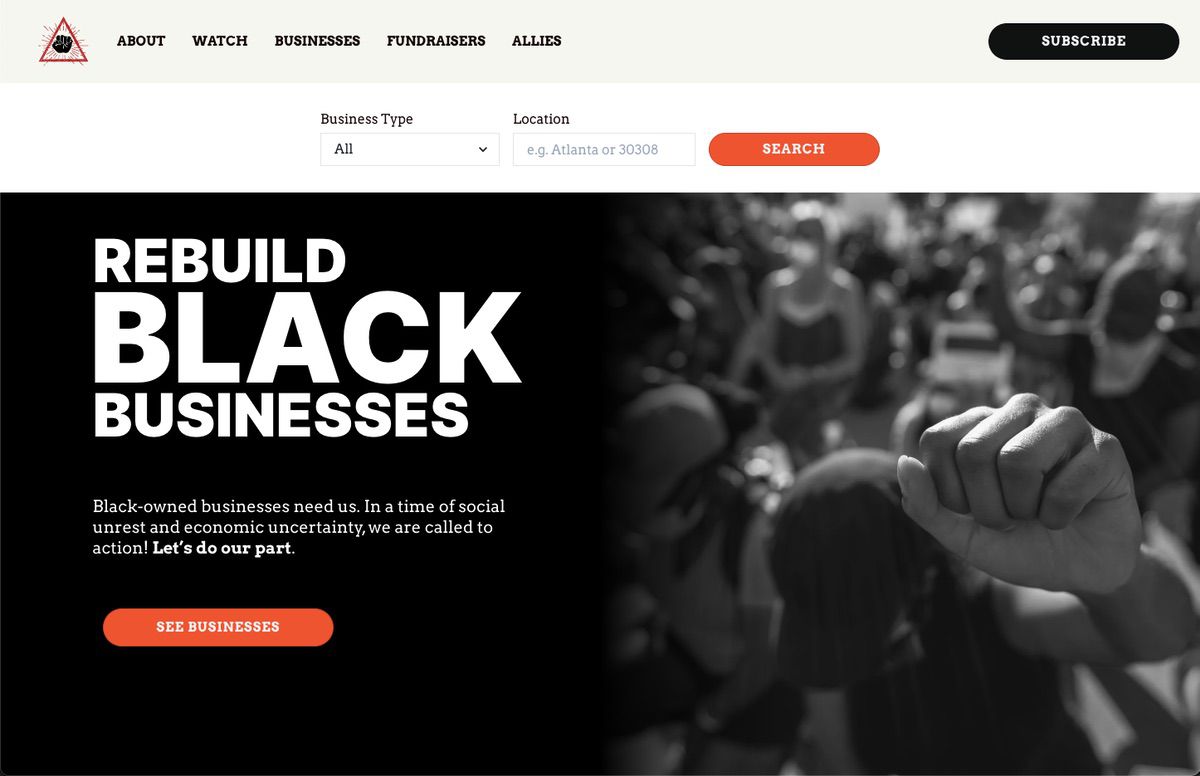 ABOUT WATCH BUSINESSES FUNDRAISERS ALLIES SUBSCRIBE
Business Type Location
All e.g. Atlanta or 30308 SEARCH
REBUILD
BLACK
BUSINESSES
Black-owned businesses need us. In a time of social
unrest and economic uncertainty, we are called to
action! Let’s do our part.
SEE BUSINESSES